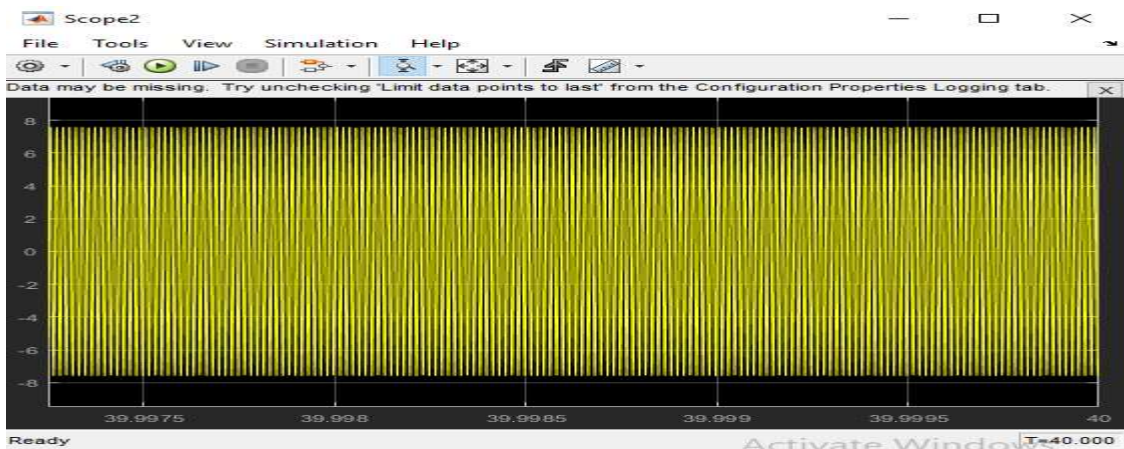 Scope2
File Tools View Simulation Help
Data may be missing. Try unchecking 'Limit data points to last' from the Configuration Properties Logging tab.
8
6
4
2
0
-2
-4
-6
-8
39.9975 39.998 39.9985 39.999 39.9995 40
Ready Activate Windows T=40.000